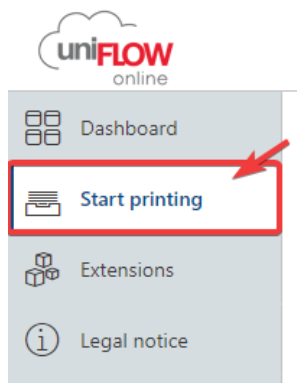 uniFLOW
online
Dashboard
Start printing
Extensions
Legal notice